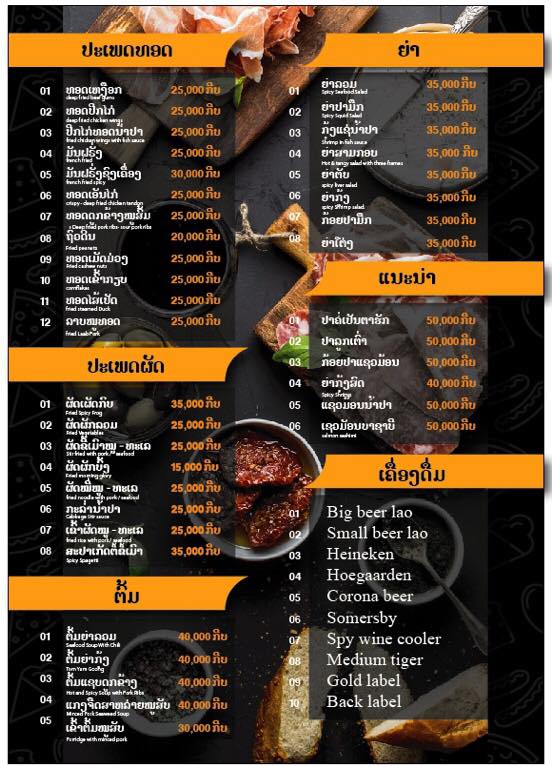 ປະເພດທອດ
01 ທອດເຫງືອກ 25,000 ກີບ
deep fried beef gums
02 ທອດປີກໄກ່ 25,000 ກີບ
deep fried chicken wings
03 ປີກໄກ່ທອດນ້ຳປາ 25,000 ກີບ
fried chicken wings with fish sauce
04 ມັນຝຣັ່ງ 25,000 ກີບ
french fried
05 ມັນຝຣັ່ງຊົງເຄື່ອງ 30,000 ກີບ
french fried spicy
06 ທອດເອັນໄກ່ 25,000 ກີບ
crispy - deep fried chicken tendon
07 ທອດດູກຂ້າງໝູສົ້ມ 25,000 ກີບ
s Deep fried pork ribs- sour pork ribs
08 ຖົ່ວດິນ 20,000 ກີບ
Fried peanuts
09 ທອດເມັດມ່ວງ 25,000 ກີບ
Fried cashew nuts
10 ທອດເຂົ້າກຽບ 25,000 ກີບ
cornflakes
11 ທອດໄສ້ເປັດ 25,000 ກີບ
fried steamed Duck
12 ລາບໝູທອດ 25,000 ກີບ
fried Laab Pork
ປະເພດຜັດ
01 ຜັດເຜັດກົບ 35,000 ກີບ
Fried Spicy Frog
02 ຜັດຜັກລວມ 25,000 ກີບ
Fried Vegetables
03 ຜັດຂີ້ເມົາໝູ - ທະເລ 25,000 ກີບ
Stir fried with pork / seafood
04 ຜັດຜັກບົ້ງ 15,000 ກີບ
Fried morning glory
05 ຜັດໝີ່ໝູ - ທະເລ 25,000 ກີບ
fried noodle with pork / seafood
06 ກະລ່ຳນ້ຳປາ 25,000 ກີບ
Cabbage Stir sauce
07 ເຂົ້າຜັດໝູ - ທະເລ 25,000 ກີບ
fried rice with pork / seafood
08 ສະປາເກັດຕີ້ຂີ້ເມົາ 35,000 ກີບ
Spicy Spagetti
ຕົ້ມ
01 ຕົ້ມຍຳລວມ 40,000 ກີບ
Seafood Soup With Chili
02 ຕົ້ມຍຳກຸ້ງ 40,000 ກີບ
Tom Yum Goong
03 ຕົ້ມແຊບດູກຂ້າງ 40,000 ກີບ
Hot and Spicy Soup with Pork Ribs
04 ແກງຈືດສາຫລ່າຍໝູສັບ 40,000 ກີບ
Minced Pork Seaweed Soup
05 ເຂົ້າຕົ້ມໝູສັບ 30,000 ກີບ
Porridge with minced pork
ຍຳ
01 ຍຳລວມ 35,000 ກີບ
Spicy Seafood Salad
02 ຍຳປາມຶກ 35,000 ກີບ
Spicy Squid Salad
03 ກຸ້ງແຊ່ນ້ຳປາ 35,000 ກີບ
Shrimp in fish sauce
04 ຍຳສາມກອບ 35,000 ກີບ
Hot & tangy salad with three frames
05 ຍຳຕັບ 35,000 ກີບ
spicy liver salad
06 ຍຳກຸ້ງ 35,000 ກີບ
spicy Shrimp salad
07 ກ້ອຍປາມຶກ 35,000 ກີບ
08 ຍຳໂຕ່ງ 35,000 ກີບ
ແນະນຳ
01 ປາຄໍ່ເປັນຕາຮັກ 50,000 ກີບ
02 ປາລູກເຕົ່າ 50,000 ກີບ
03 ກ້ອຍປາແຊວມ້ອນ 50,000 ກີບ
04 ຍຳກຸ້ງສົດ 40,000 ກີບ
Spicy Shrimp
05 ແຊວມ້ອນນ້ຳປາ 50,000 ກີບ
06 ແຊວມ້ອນບາຊາບິ 50,000 ກີບ
salmon sashimi
ເຄື່ອງດື່ມ
01 Big beer lao
02 Small beer lao
03 Heineken
04 Hoegaarden
05 Corona beer
06 Somersby
07 Spy wine cooler
08 Medium tiger
09 Gold label
10 Back label